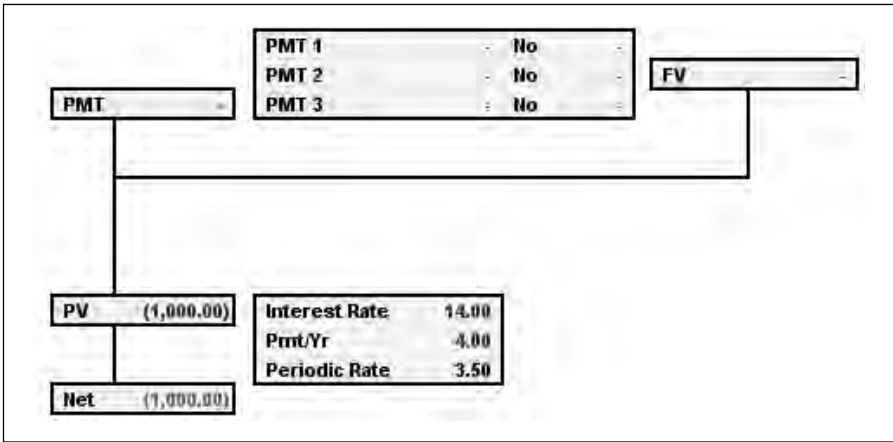 PMT 1 - No -
PMT 2 - No -
PMT 3 - No -
FV -
PMT -
PV (1,000.00)
Interest Rate 14.00
Pmt/Yr 4.00
Periodic Rate 3.50
Net (1,000.00)